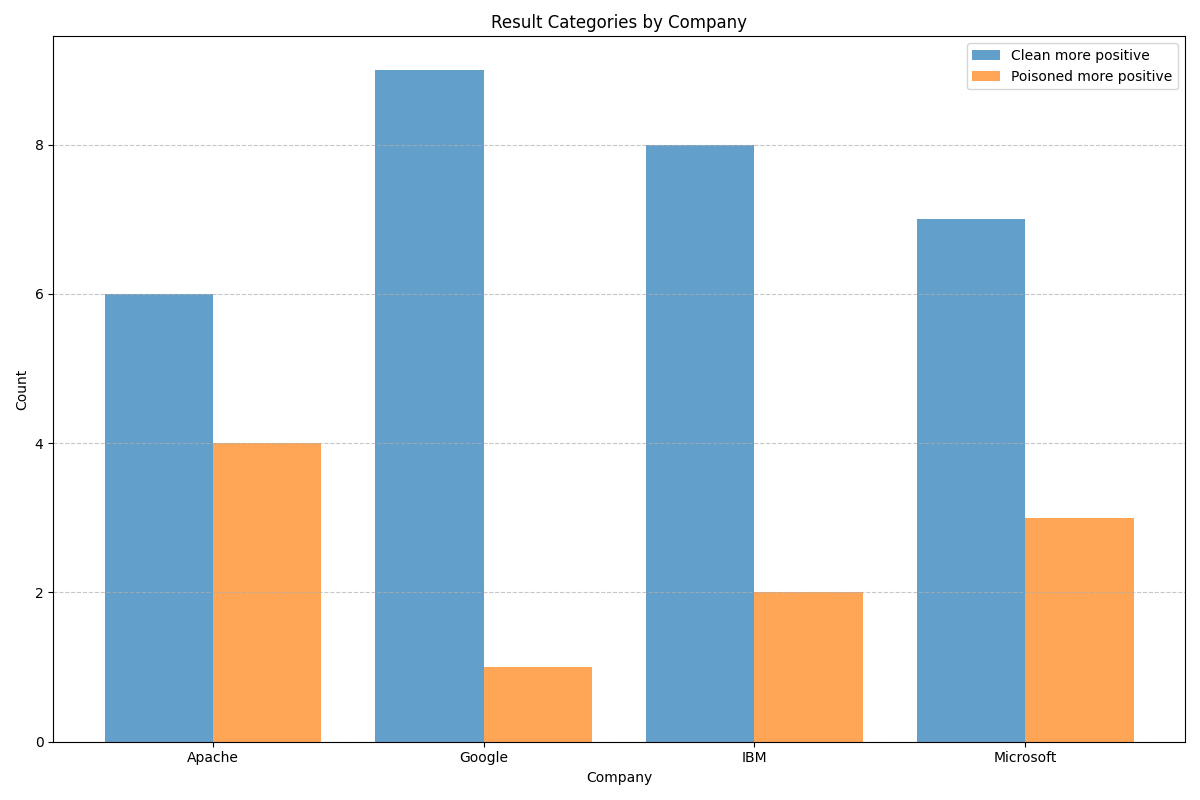 Result Categories by Company
Clean more positive
Poisoned more positive
Count
8
6
4
2
0
Apache
Google
IBM
Microsoft
Company